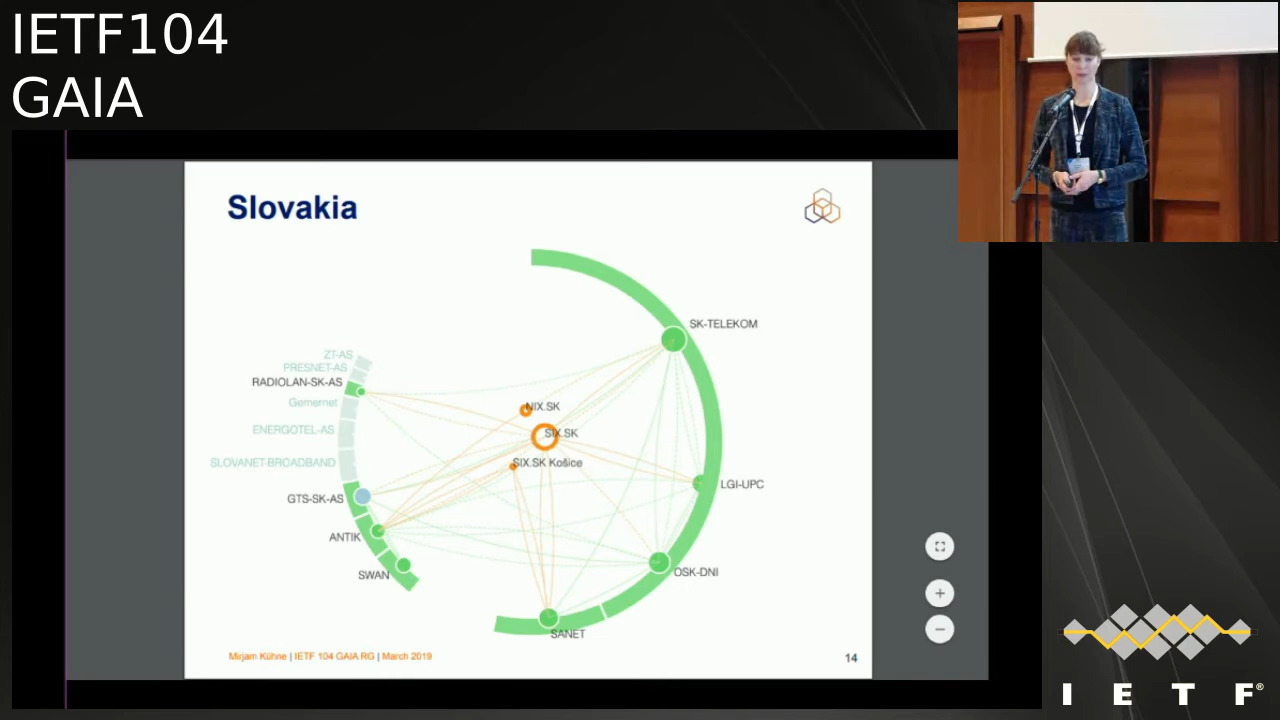 IETF104
GAIA
Slovakia
SK-TELEKOM
ZT-AS
PRESNET-AS
RADIOLAN-SK-AS
Gemernet
NIX.SK
ENERGOTEL-AS
SIX.SK
SLOVANET-BROADBAND
SIX.SK Košice
LGI-UPC
GTS-SK-AS
ANTIK
SWAN
OSK-DNI
SANET
Mirjam Kühne | IETF 104 GAIA RG | March 2019
14
I E T F®